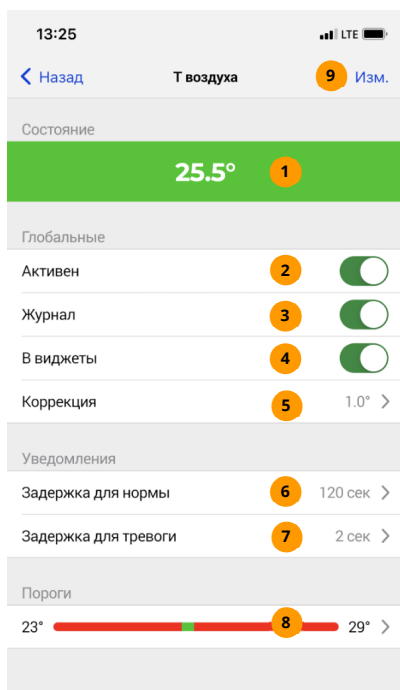 13:25 LTE
Назад Т воздуха 9 Изм.
Состояние
25.5° 1
Глобальные
Активен 2
Журнал 3
В виджеты 4
Коррекция 5 1.0°
Уведомления
Задержка для нормы 6 120 сек
Задержка для тревоги 7 2 сек
Пороги
23° 8 29°